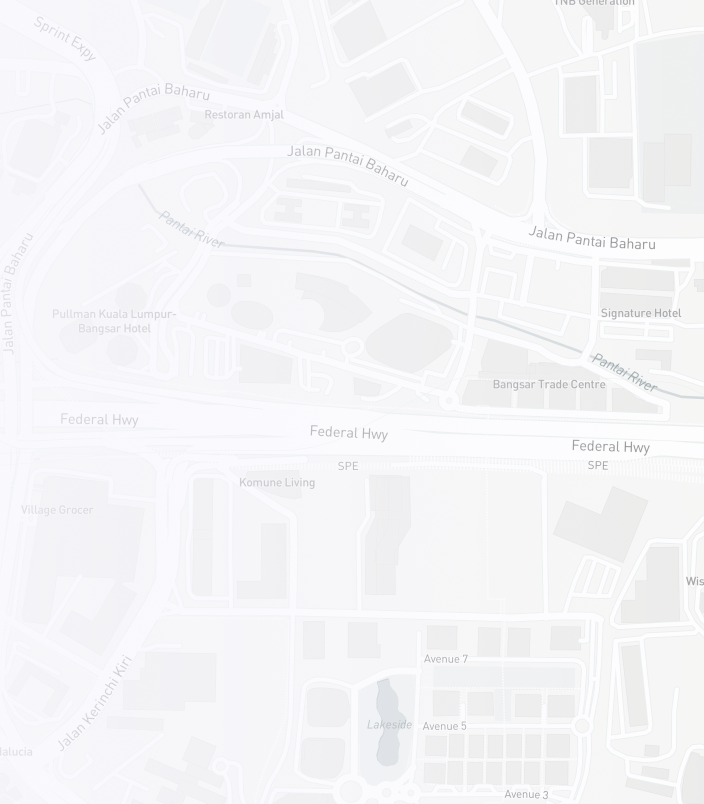 TNB Generation
Sprint Expy
Jalan Pantai Baharu
Restoran Amjal
Jalan Pantai Baharu
Pantai River
Jalan Pantai Baharu
Jalan Pantai Baharu
Pullman Kuala Lumpur-
Bangsar Hotel
Signature Hotel
Pantai River
Bangsar Trade Centre
Federal Hwy
Federal Hwy
Federal Hwy
SPE
SPE
Komune Living
Village Grocer
Wis
Avenue 7
Jalan Kerinchi Kiri
Lakeside
Avenue 5
alucia
Avenue 3